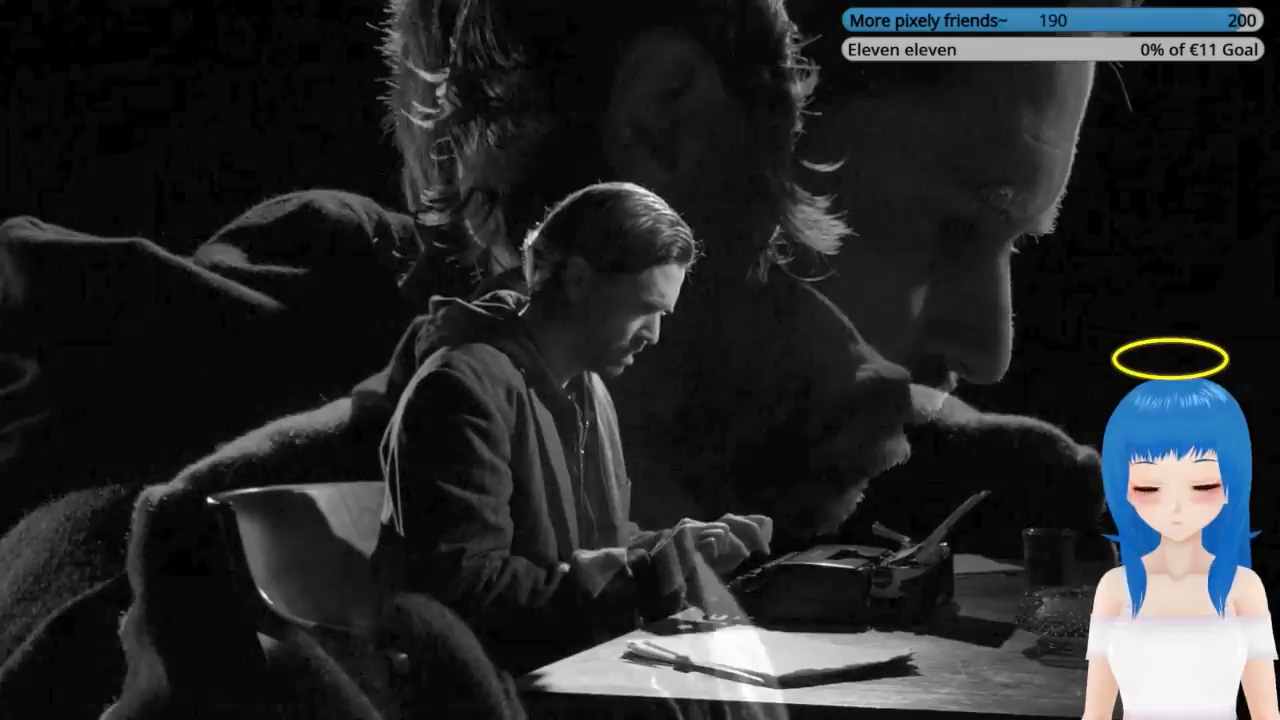 More pixely friends~ 190 200
Eleven eleven 0% of €11 Goal